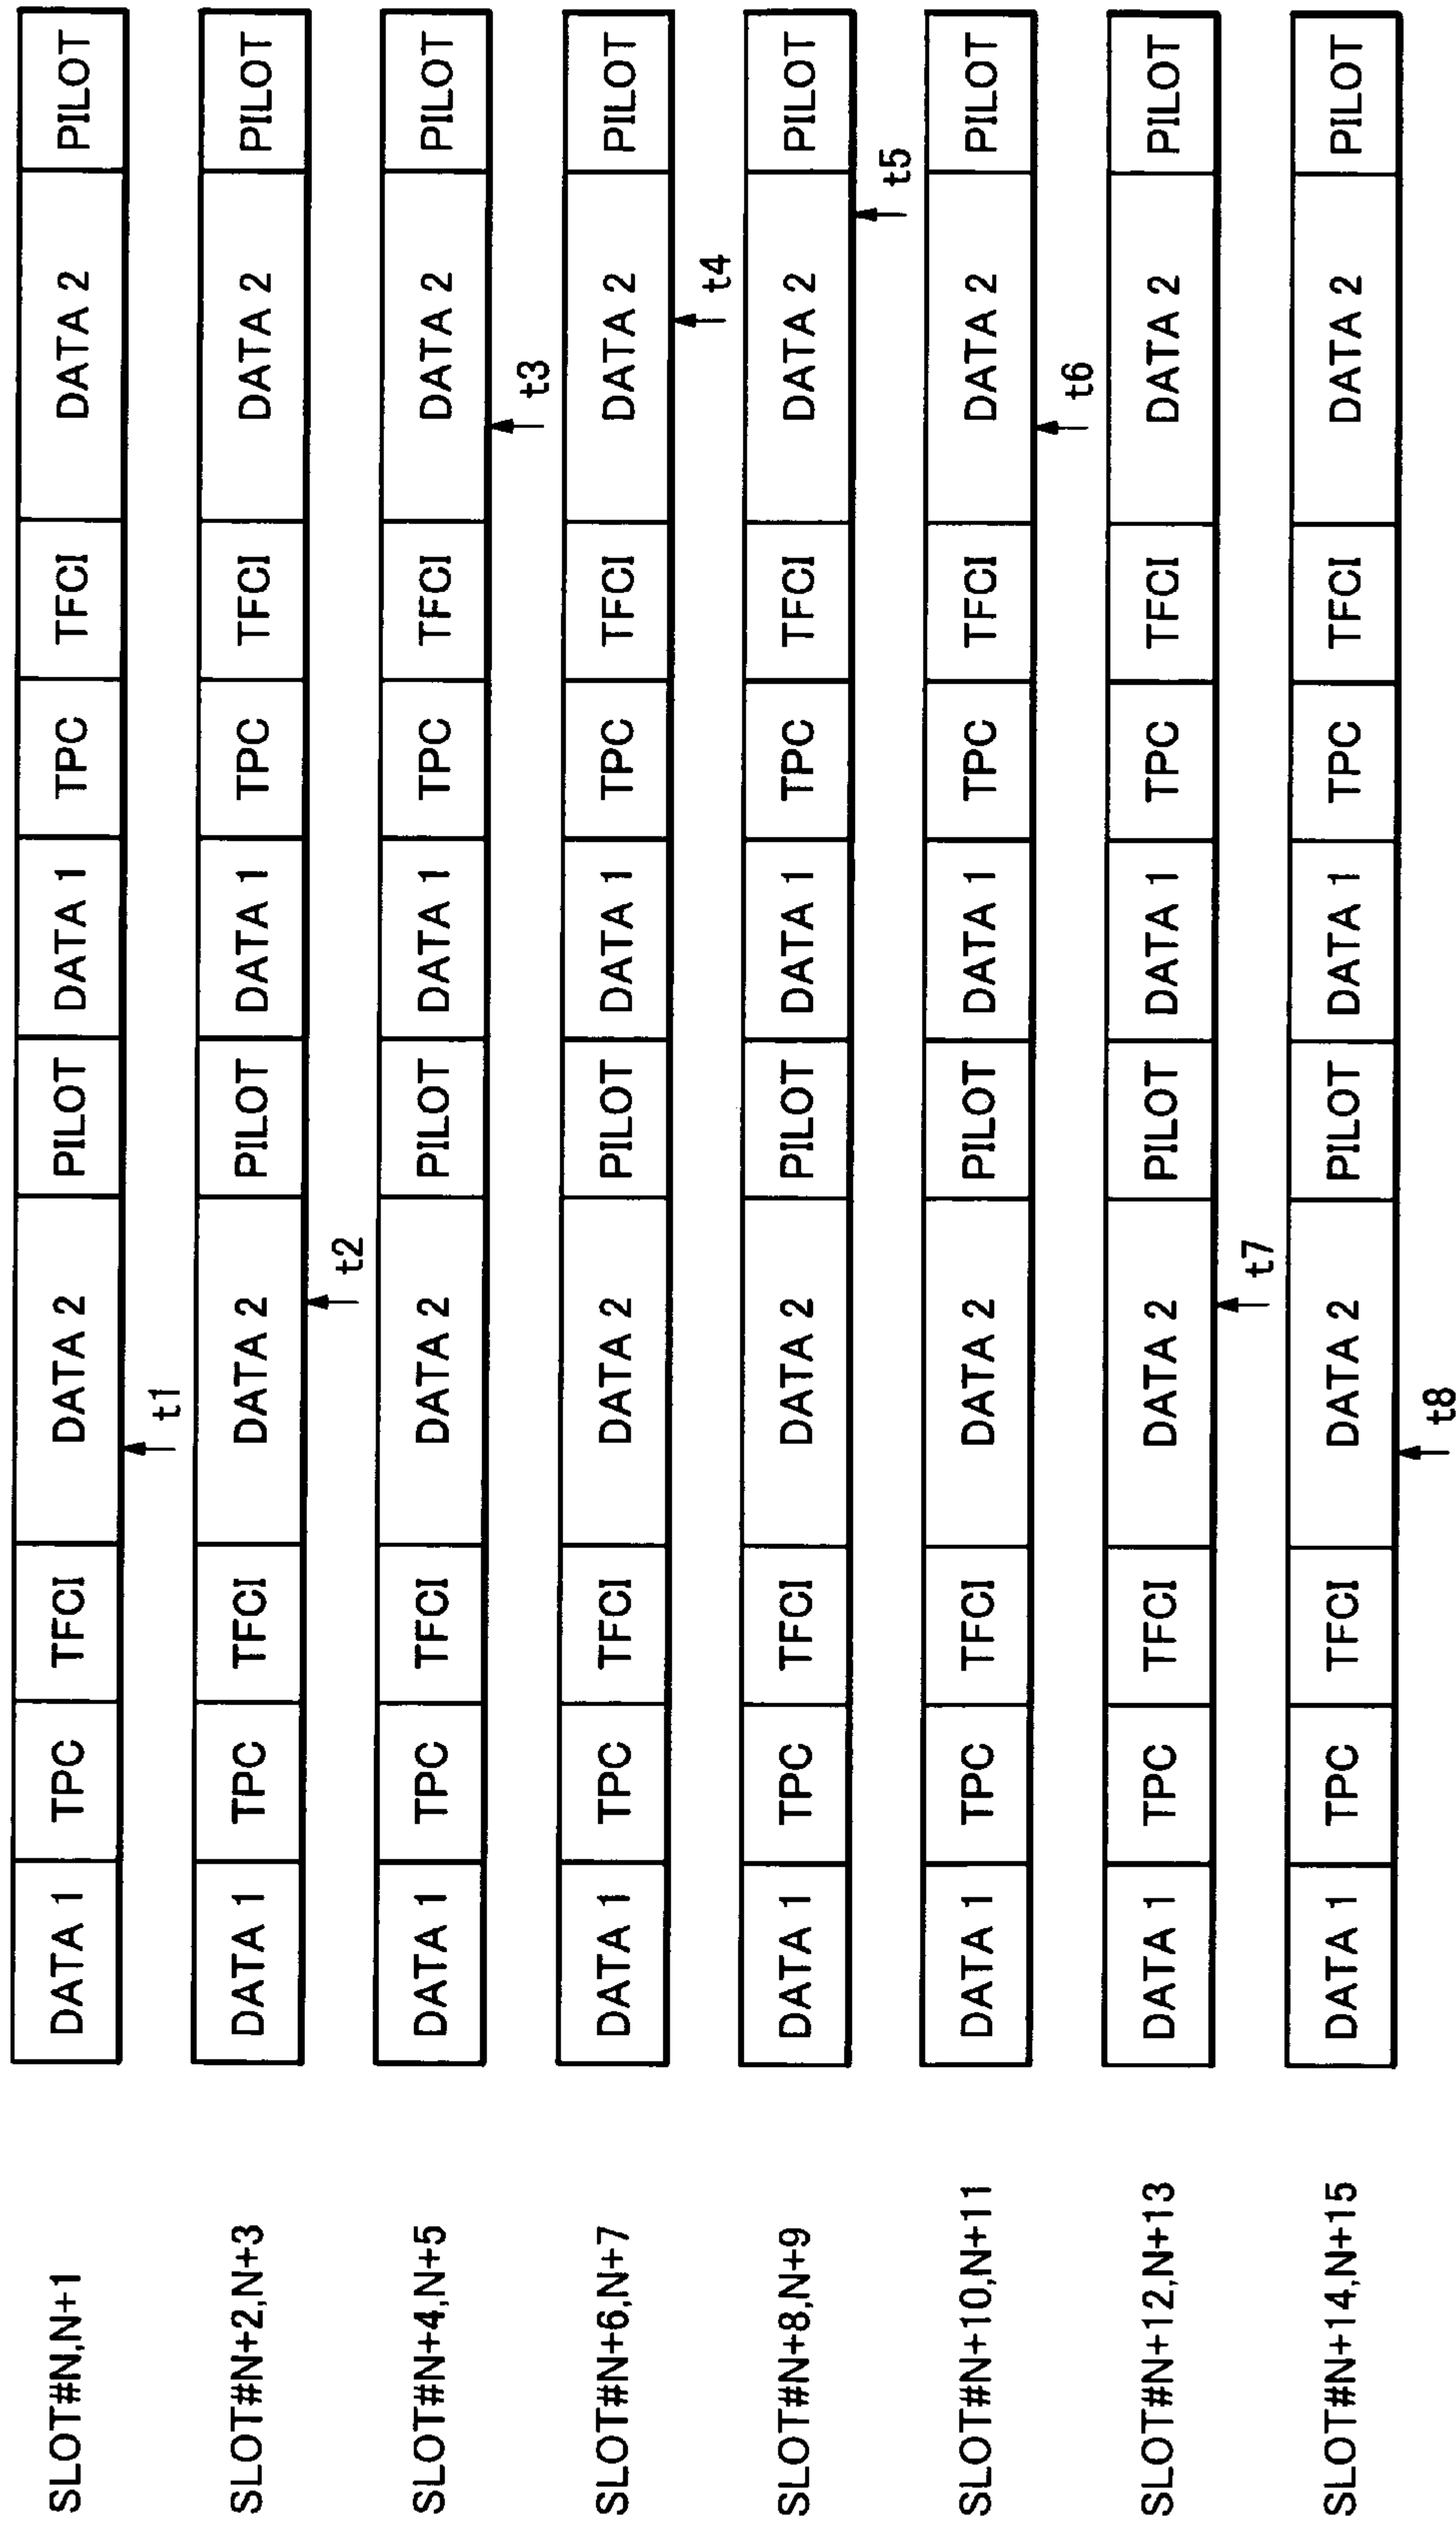 SLOT#N,N+1 DATA 1 TPC TFCI DATA 2 PILOT DATA 1 TPC TFCI DATA 2 PILOT
t1
SLOT#N+2,N+3 DATA 1 TPC TFCI DATA 2 PILOT DATA 1 TPC TFCI DATA 2 PILOT
t2
SLOT#N+4,N+5 DATA 1 TPC TFCI DATA 2 PILOT DATA 1 TPC TFCI DATA 2 PILOT
t3
SLOT#N+6,N+7 DATA 1 TPC TFCI DATA 2 PILOT DATA 1 TPC TFCI DATA 2 PILOT
t4
SLOT#N+8,N+9 DATA 1 TPC TFCI DATA 2 PILOT DATA 1 TPC TFCI DATA 2 PILOT
t5
SLOT#N+10,N+11 DATA 1 TPC TFCI DATA 2 PILOT DATA 1 TPC TFCI DATA 2 PILOT
t6
SLOT#N+12,N+13 DATA 1 TPC TFCI DATA 2 PILOT DATA 1 TPC TFCI DATA 2 PILOT
t7
SLOT#N+14,N+15 DATA 1 TPC TFCI DATA 2 PILOT DATA 1 TPC TFCI DATA 2 PILOT
t8